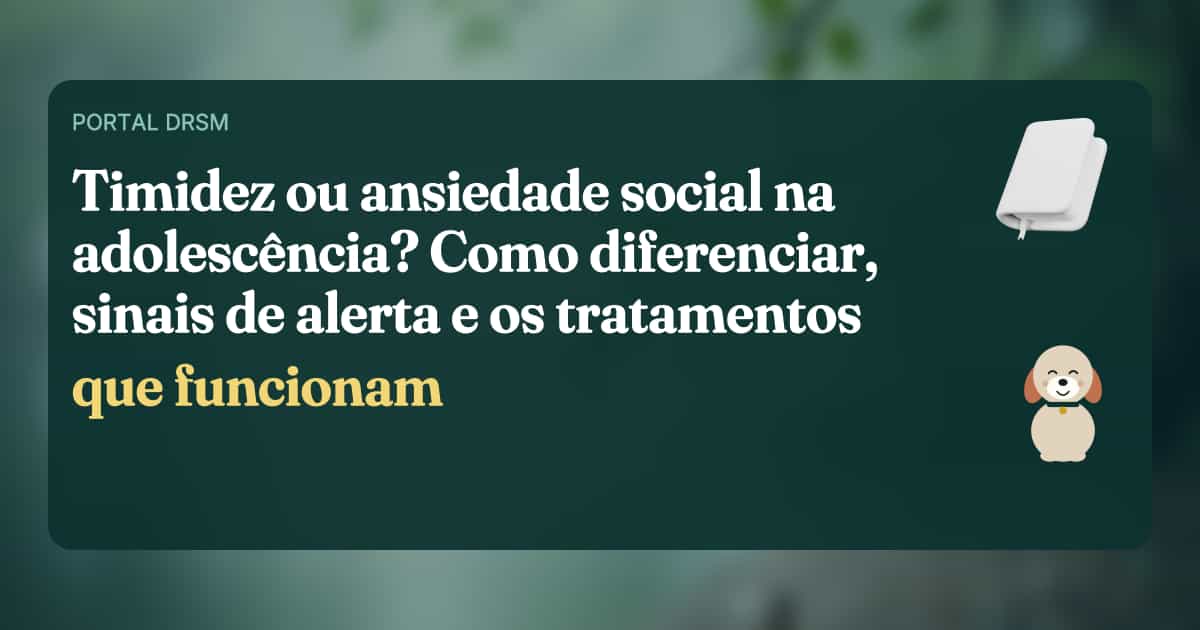 PORTAL DRSM
Timidez ou ansiedade social na
adolescência? Como diferenciar,
sinais de alerta e os tratamentos
que funcionam